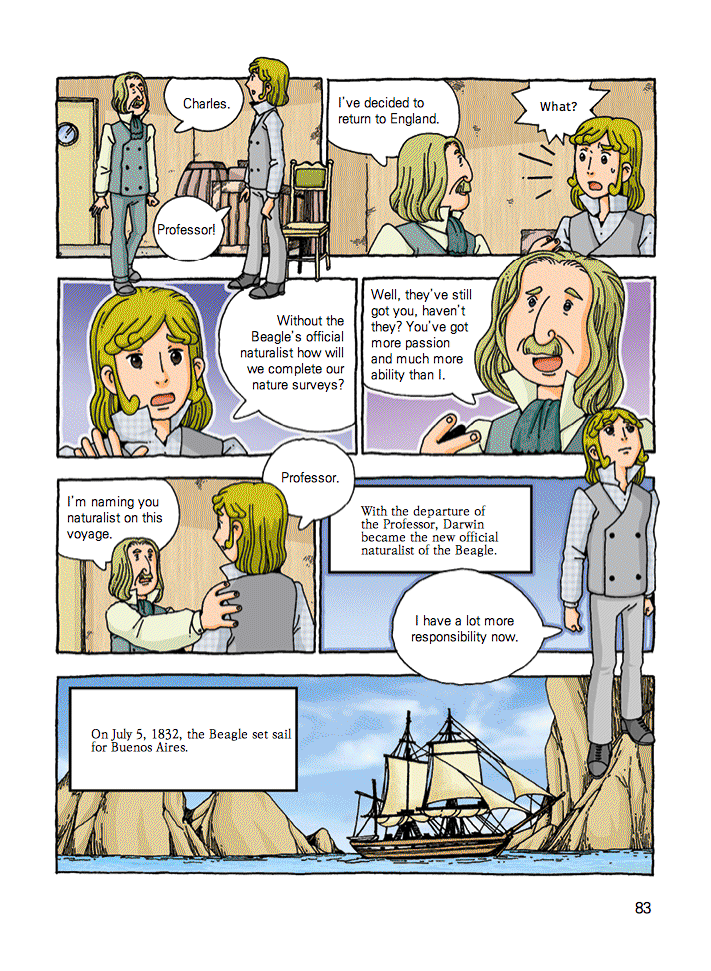 Charles.
Professor!
I've decided to
return to England.
What?
Without the
Beagle's official
naturalist how will
we complete our
nature surveys?
Well, they've still
got you, haven't
they? You've got
more passion
and much more
ability than I.
I'm naming you
naturalist on this
voyage.
Professor.
With the departure of
the Professor, Darwin
became the new official
naturalist of the Beagle.
I have a lot more
responsibility now.
On July 5, 1832, the Beagle set sail
for Buenos Aires.
83